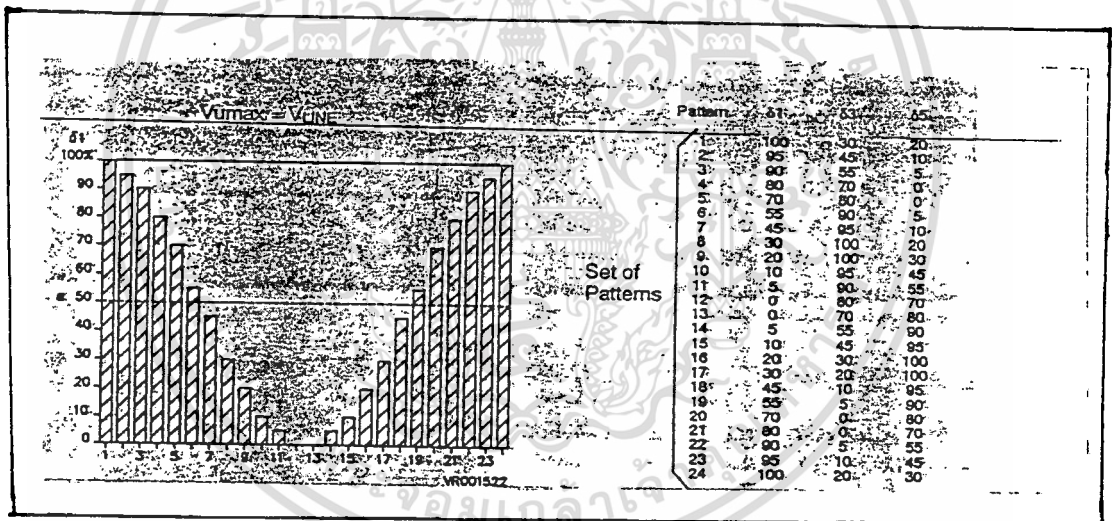 Vumax = VLINE
δ1
100%
90
80
70
60
50
40
30
20
10
0
1 3 5 7 9 11 13 15 17 19 21 23
VR001522
Set of
Patterns
Pattern δ1 δ3 δ5
1 100 30 20
2 95 45 10
3 90 55 5
4 80 70 0
5 70 80 0
6 55 90 5
7 45 95 10
8 30 100 20
9 20 100 30
10 10 95 45
11 5 90 55
12 0 80 70
13 0 70 80
14 5 55 90
15 10 45 95
16 20 30 100
17 30 20 100
18 45 10 95
19 55 5 90
20 70 0 80
21 80 0 70
22 90 5 55
23 95 10 45
24 100 20 30